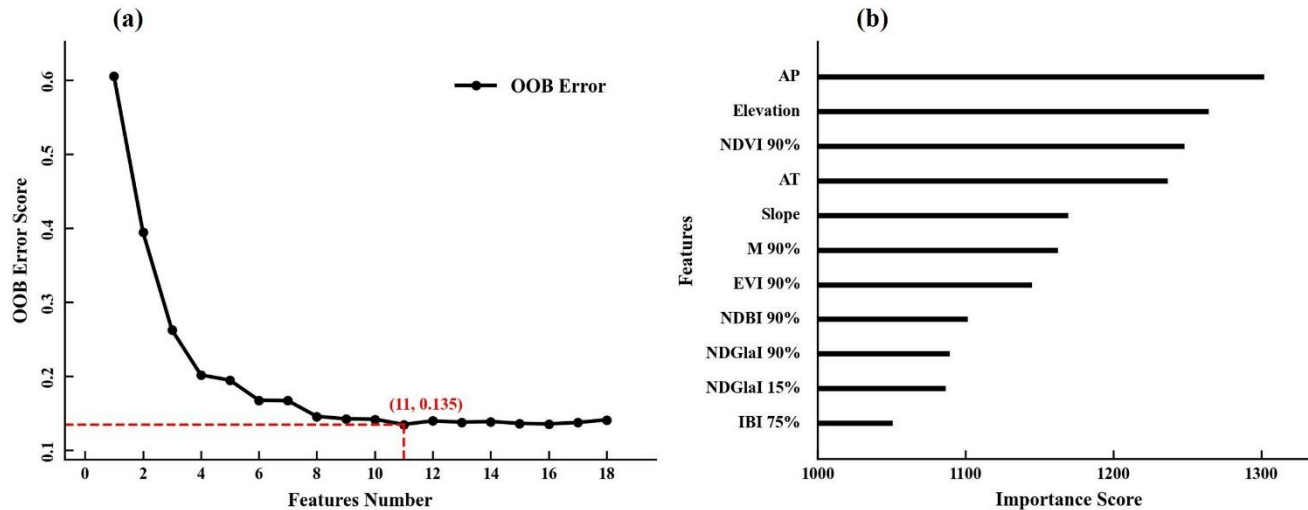 (a)
OOB Error Score
0.6
0.5
0.4
0.3
0.2
0.1
OOB Error
(11, 0.135)
0 2 4 6 8 10 12 14 16 18
Features Number
(b)
Features
AP
Elevation
NDVI 90%
AT
Slope
M 90%
EVI 90%
NDBI 90%
NDGlaI 90%
NDGlaI 15%
IBI 75%
1000 1100 1200 1300
Importance Score